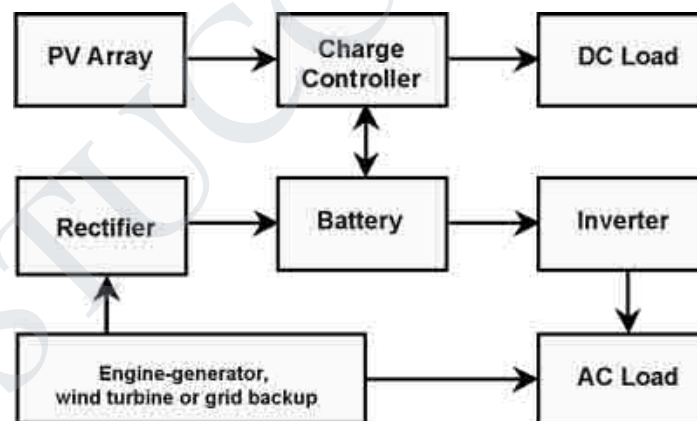 PV Array
Charge
Controller
DC Load
Rectifier
Battery
Inverter
Engine-generator,
wind turbine or grid backup
AC Load